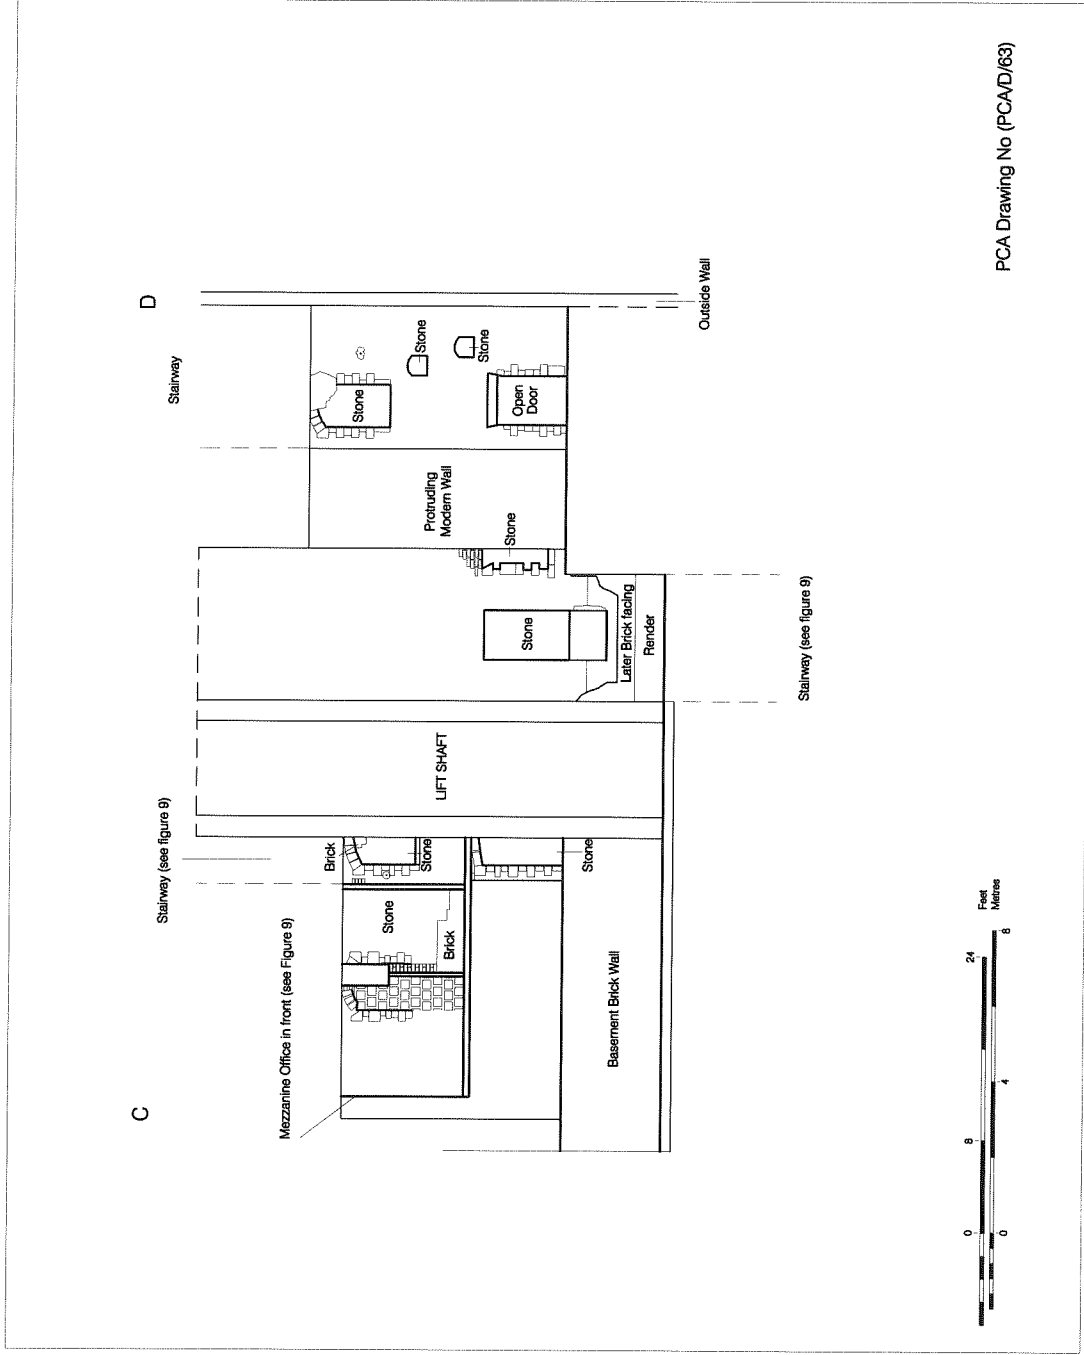 C
D
Stairway (see figure 9)
Stairway
Mezzanine Office in front (see Figure 9)
Brick
Stone
Stone
Brick
Stone
Basement Brick Wall
LIFT SHAFT
Stone
Later Brick facing
Render
Stairway (see figure 9)
Protruding
Modern Wall
Stone
Stone
Stone
Stone
Open
Door
Outside Wall
0
8
24
Feet
Metres
0
4
8
PCA Drawing No (PCA/D/63)